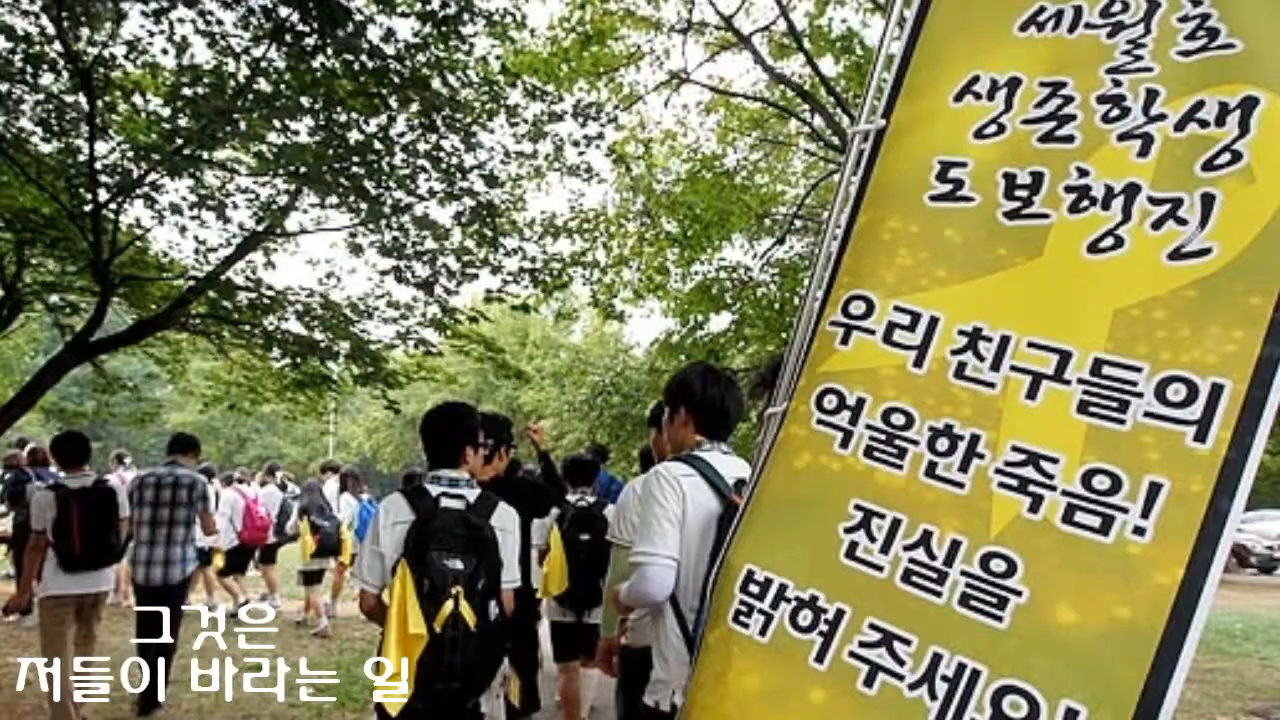 세월호
생존학생
도보행진
우리 친구들의
억울한 죽음!
진실을
밝혀 주세요!
그것은
저들이 바라는 일